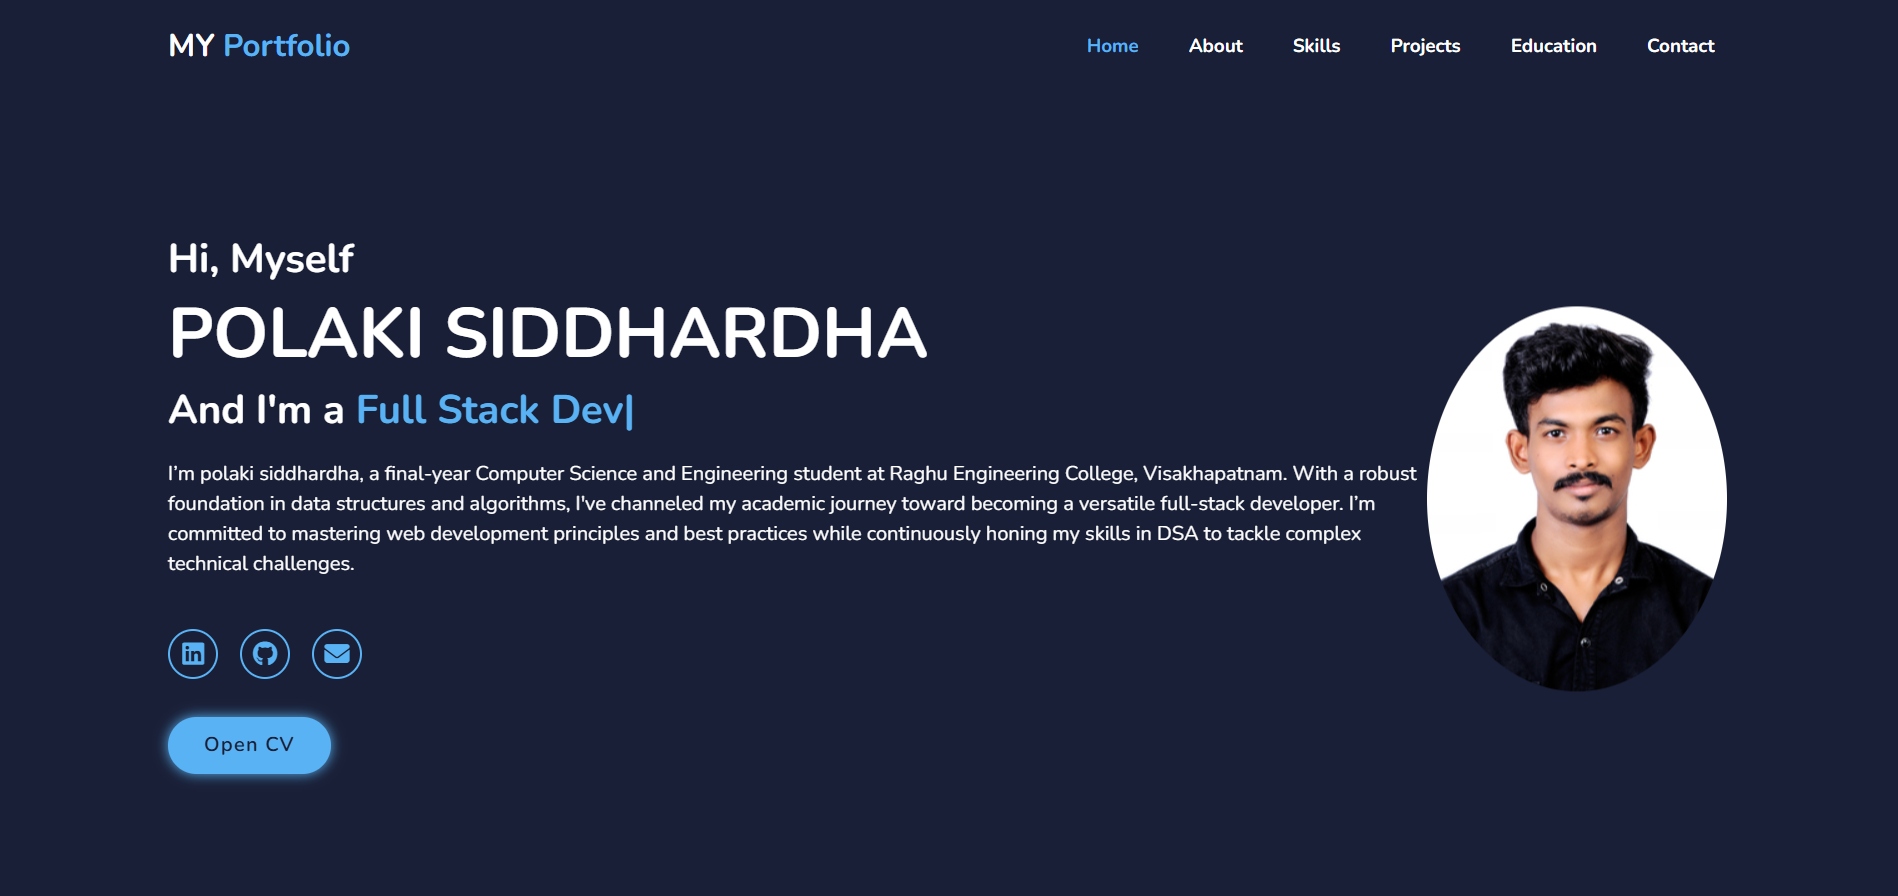 MY Portfolio
Home About Skills Projects Education Contact
Hi, Myself
POLAKI SIDDHARDHA
And I'm a Full Stack Dev|
I’m polaki siddhardha, a final-year Computer Science and Engineering student at Raghu Engineering College, Visakhapatnam. With a robust
foundation in data structures and algorithms, I've channeled my academic journey toward becoming a versatile full-stack developer. I’m
committed to mastering web development principles and best practices while continuously honing my skills in DSA to tackle complex
technical challenges.
in
Open CV